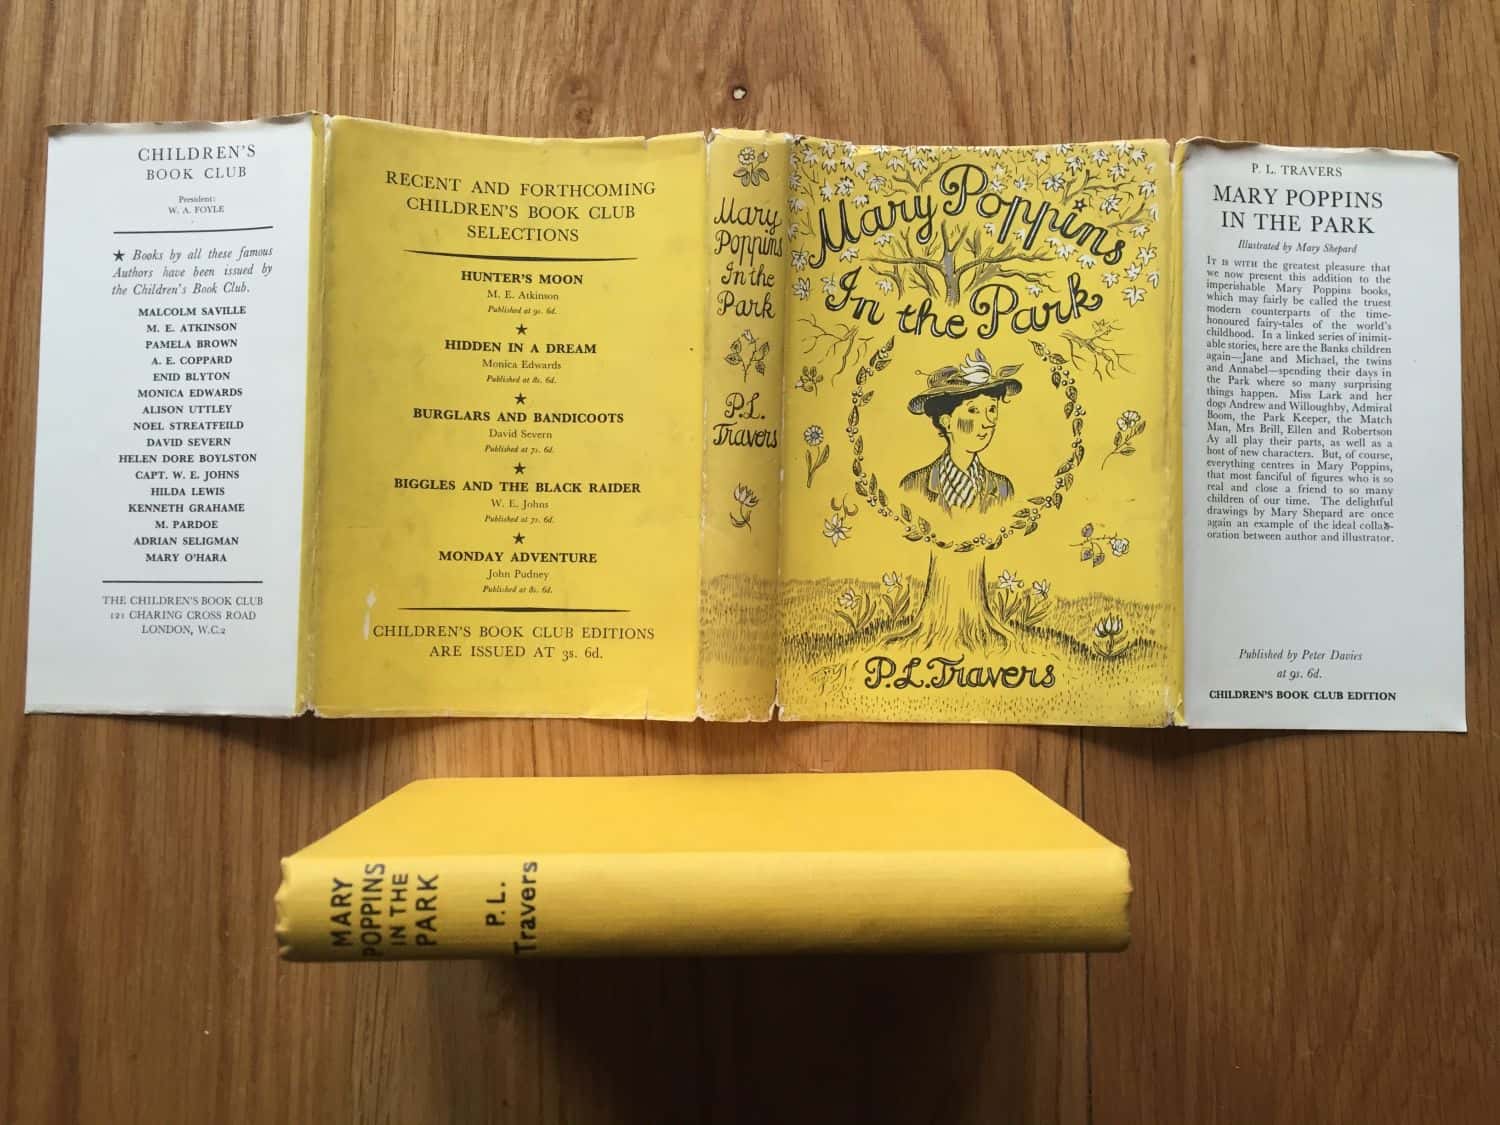 CHILDREN'S
BOOK CLUB
President:
W. A. FOYLE
★ Books by all these famous
Authors have been issued by
the Children's Book Club.
MALCOLM SAVILLE
M. E. ATKINSON
PAMELA BROWN
A. E. COPPARD
ENID BLYTON
MONICA EDWARDS
ALISON UTTLEY
NOEL STREATFEILD
DAVID SEVERN
HELEN DORE BOYLSTON
CAPT. W. E. JOHNS
HILDA LEWIS
KENNETH GRAHAME
M. PARDOE
ADRIAN SELIGMAN
MARY O'HARA
THE CHILDREN'S BOOK CLUB
121 CHARING CROSS ROAD
LONDON, W.C.2
RECENT AND FORTHCOMING
CHILDREN'S BOOK CLUB
SELECTIONS
HUNTER'S MOON
M. E. Atkinson
Published at 9s. 6d.
★
HIDDEN IN A DREAM
Monica Edwards
Published at 8s. 6d.
★
BURGLARS AND BANDICOOTS
David Severn
Published at 7s. 6d.
★
BIGGLES AND THE BLACK RAIDER
W. E. Johns
Published at 7s. 6d.
★
MONDAY ADVENTURE
John Pudney
Published at 8s. 6d.
CHILDREN'S BOOK CLUB EDITIONS
ARE ISSUED AT 3s. 6d.
Mary
Poppins
In the
Park
P.L.
Travers
Mary Poppins
In the Park
P.L.Travers
P. L. TRAVERS
MARY POPPINS
IN THE PARK
Illustrated by Mary Shepard
IT IS WITH the greatest pleasure that
we now present this addition to the
imperishable Mary Poppins books,
which may fairly be called the truest
modern counterparts of the time-
honoured fairy-tales of the world's
childhood. In a linked series of inimit-
able stories, here are the Banks children
again—Jane and Michael, the twins
and Annabel—spending their days in
the Park where so many surprising
things happen. Miss Lark and her
dogs Andrew and Willoughby, Admiral
Boom, the Park Keeper, the Match
Man, Mrs Brill, Ellen and Robertson
Ay all play their parts, as well as a
host of new characters. But, of course,
everything centres in Mary Poppins,
that most fanciful of figures who is so
real and close a friend to so many
children of our time. The delightful
drawings by Mary Shepard are once
again an example of the ideal collab-
oration between author and illustrator.
Published by Peter Davies
at 9s. 6d.
CHILDREN'S BOOK CLUB EDITION
MARY
POPPINS
IN THE
PARK
P. L.
Travers